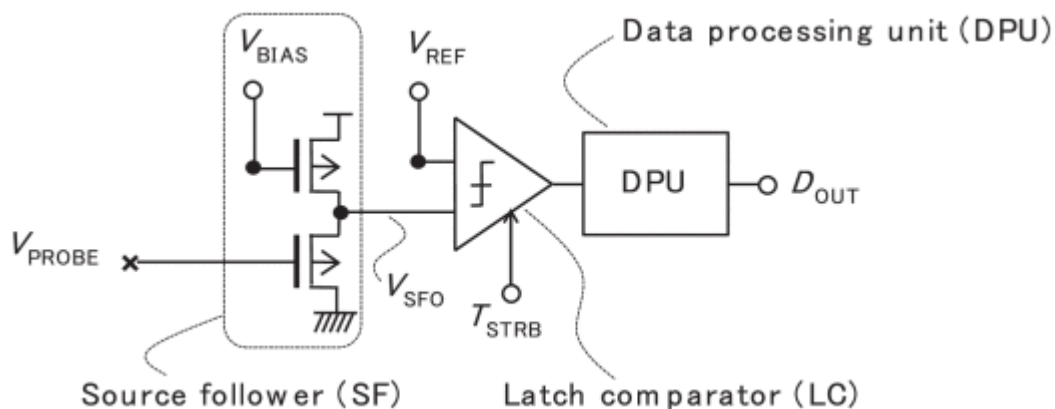 Data processing unit (DPU)
VBIAS
VREF
DPU
DOUT
VPROBE
VSFO
TSTRB
Source follower (SF)
Latch comparator (LC)